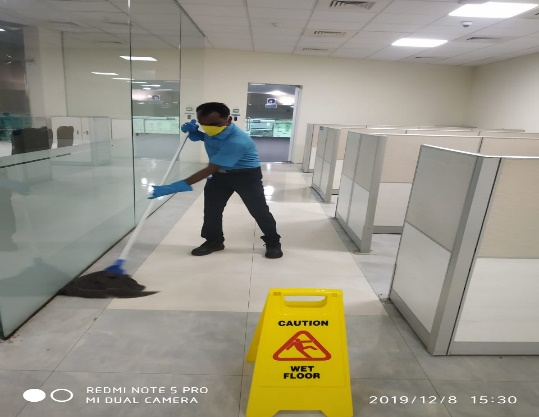 CAUTION
WET
FLOOR
REDMI NOTE 5 PRO
MI DUAL CAMERA
2019/12/8 15:30